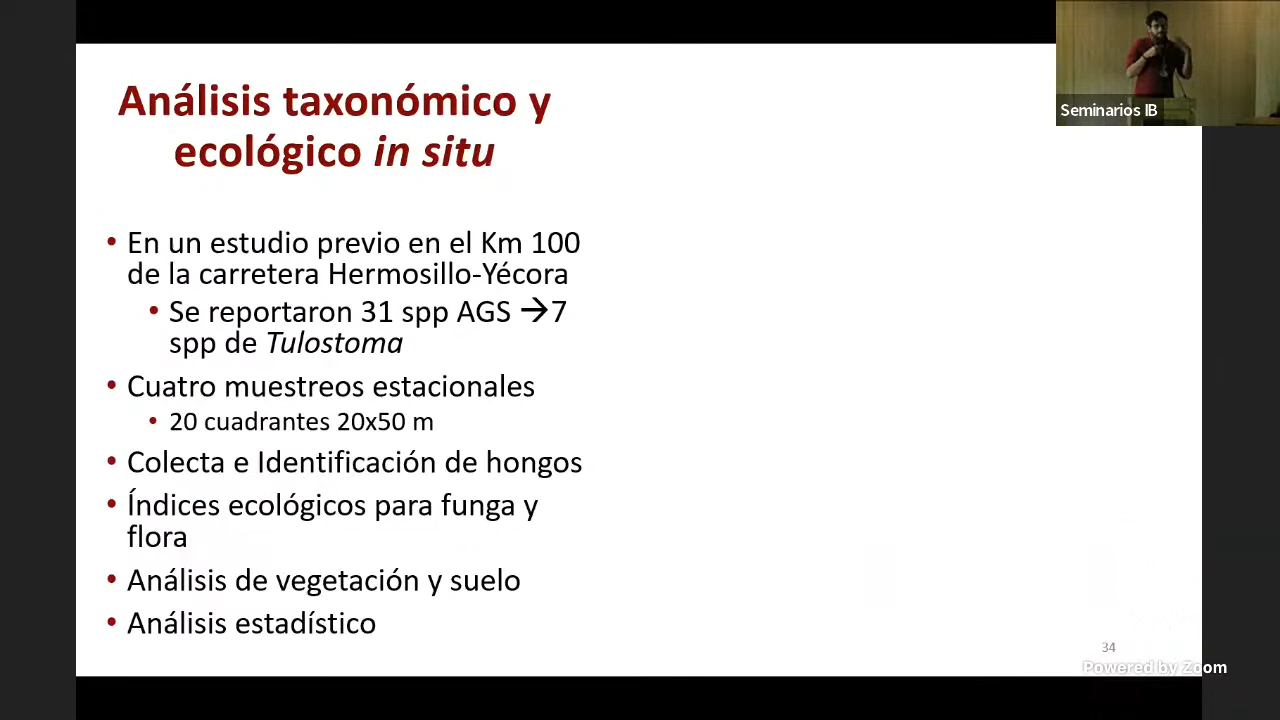 Análisis taxonómico y
ecológico in situ
Seminarios IB
• En un estudio previo en el Km 100
de la carretera Hermosillo-Yécora
• Se reportaron 31 spp AGS →7
spp de Tulostoma
• Cuatro muestreos estacionales
• 20 cuadrantes 20x50 m
• Colecta e Identificación de hongos
• Índices ecológicos para funga y
flora
• Análisis de vegetación y suelo
• Análisis estadístico
34
Powered by Zoom